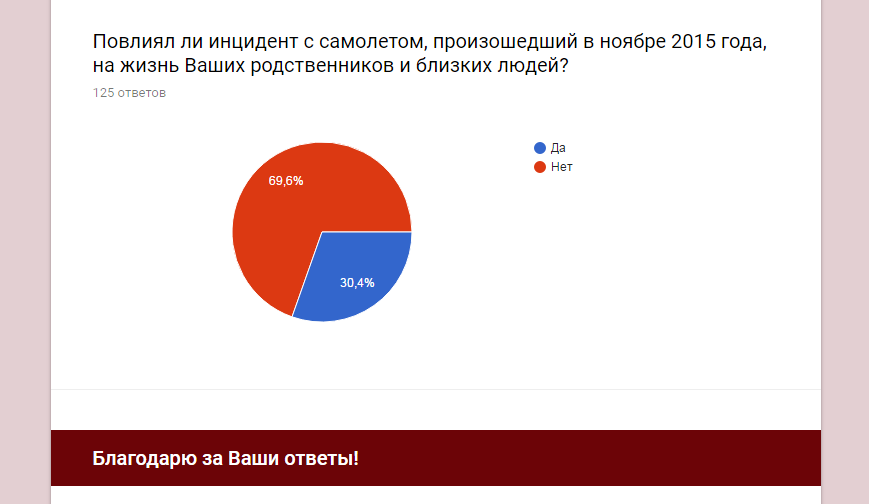 Повлиял ли инцидент с самолетом, произошедший в ноябре 2015 года,
на жизнь Ваших родственников и близких людей?
125 ответов
Да
Нет
69,6%
30,4%
Благодарю за Ваши ответы!